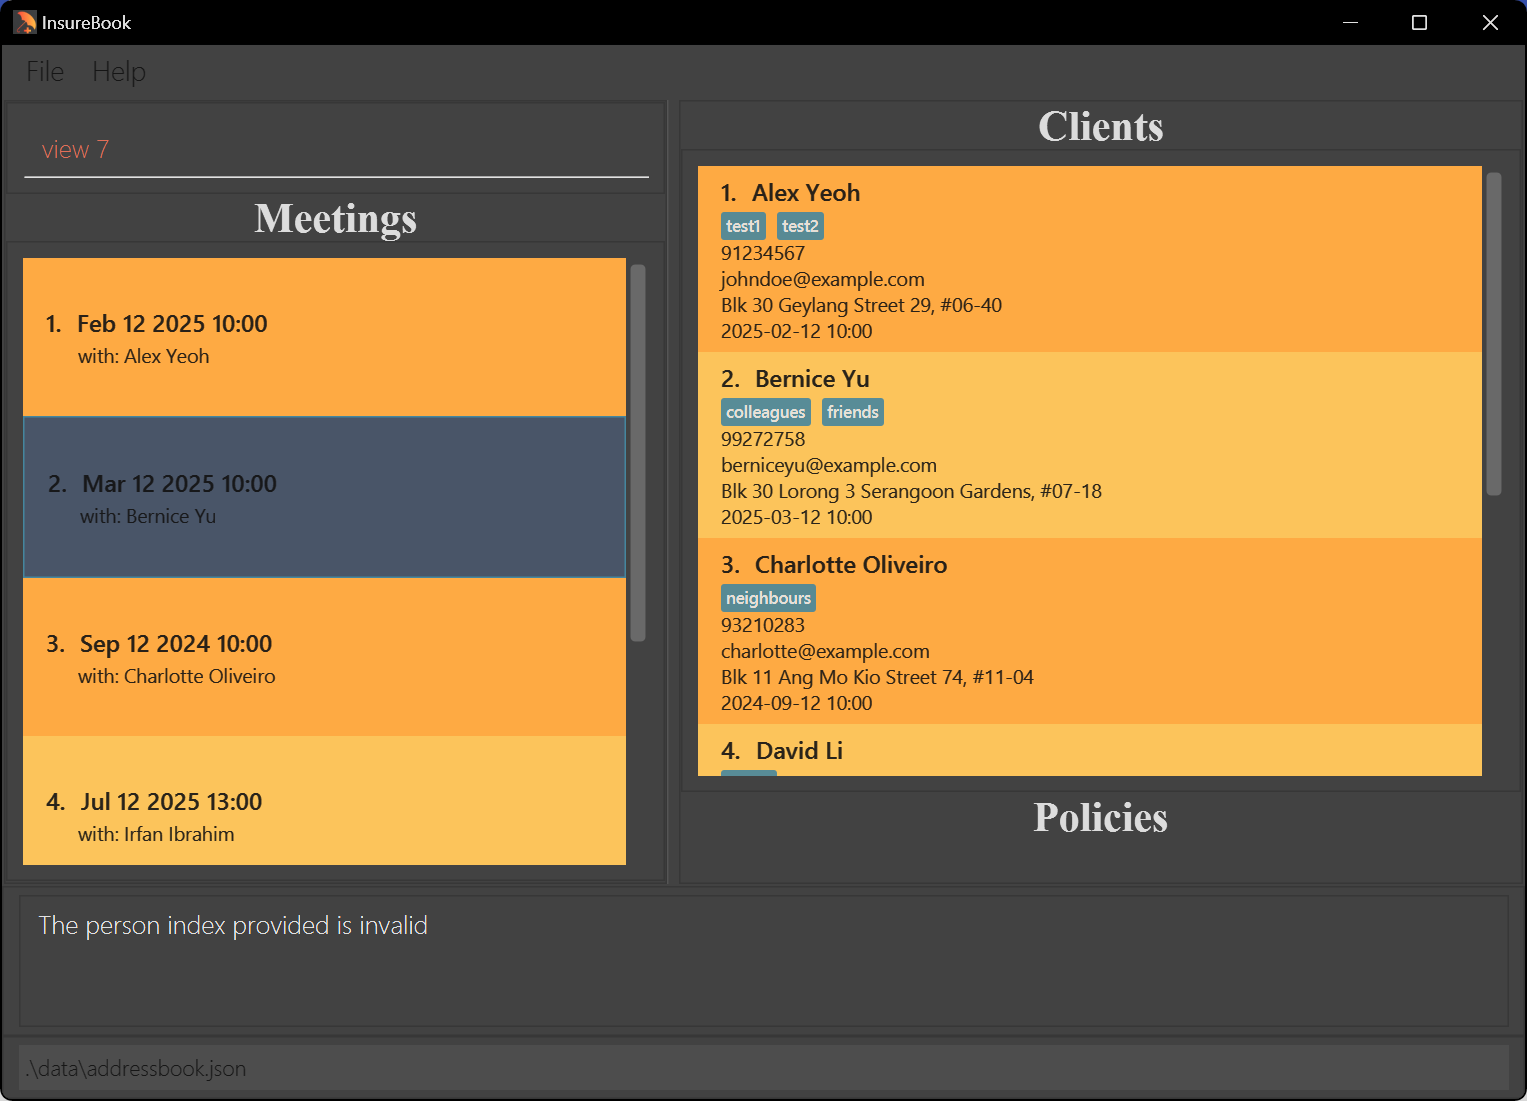 InsureBook
File Help
view 7
Meetings
1. Feb 12 2025 10:00
with: Alex Yeoh
2. Mar 12 2025 10:00
with: Bernice Yu
3. Sep 12 2024 10:00
with: Charlotte Oliveiro
4. Jul 12 2025 13:00
with: Irfan Ibrahim
Clients
1. Alex Yeoh
test1 test2
91234567
johndoe@example.com
Blk 30 Geylang Street 29, #06-40
2025-02-12 10:00
2. Bernice Yu
colleagues friends
99272758
berniceyu@example.com
Blk 30 Lorong 3 Serangoon Gardens, #07-18
2025-03-12 10:00
3. Charlotte Oliveiro
neighbours
93210283
charlotte@example.com
Blk 11 Ang Mo Kio Street 74, #11-04
2024-09-12 10:00
4. David Li
Policies
The person index provided is invalid
.\data\addressbook.json